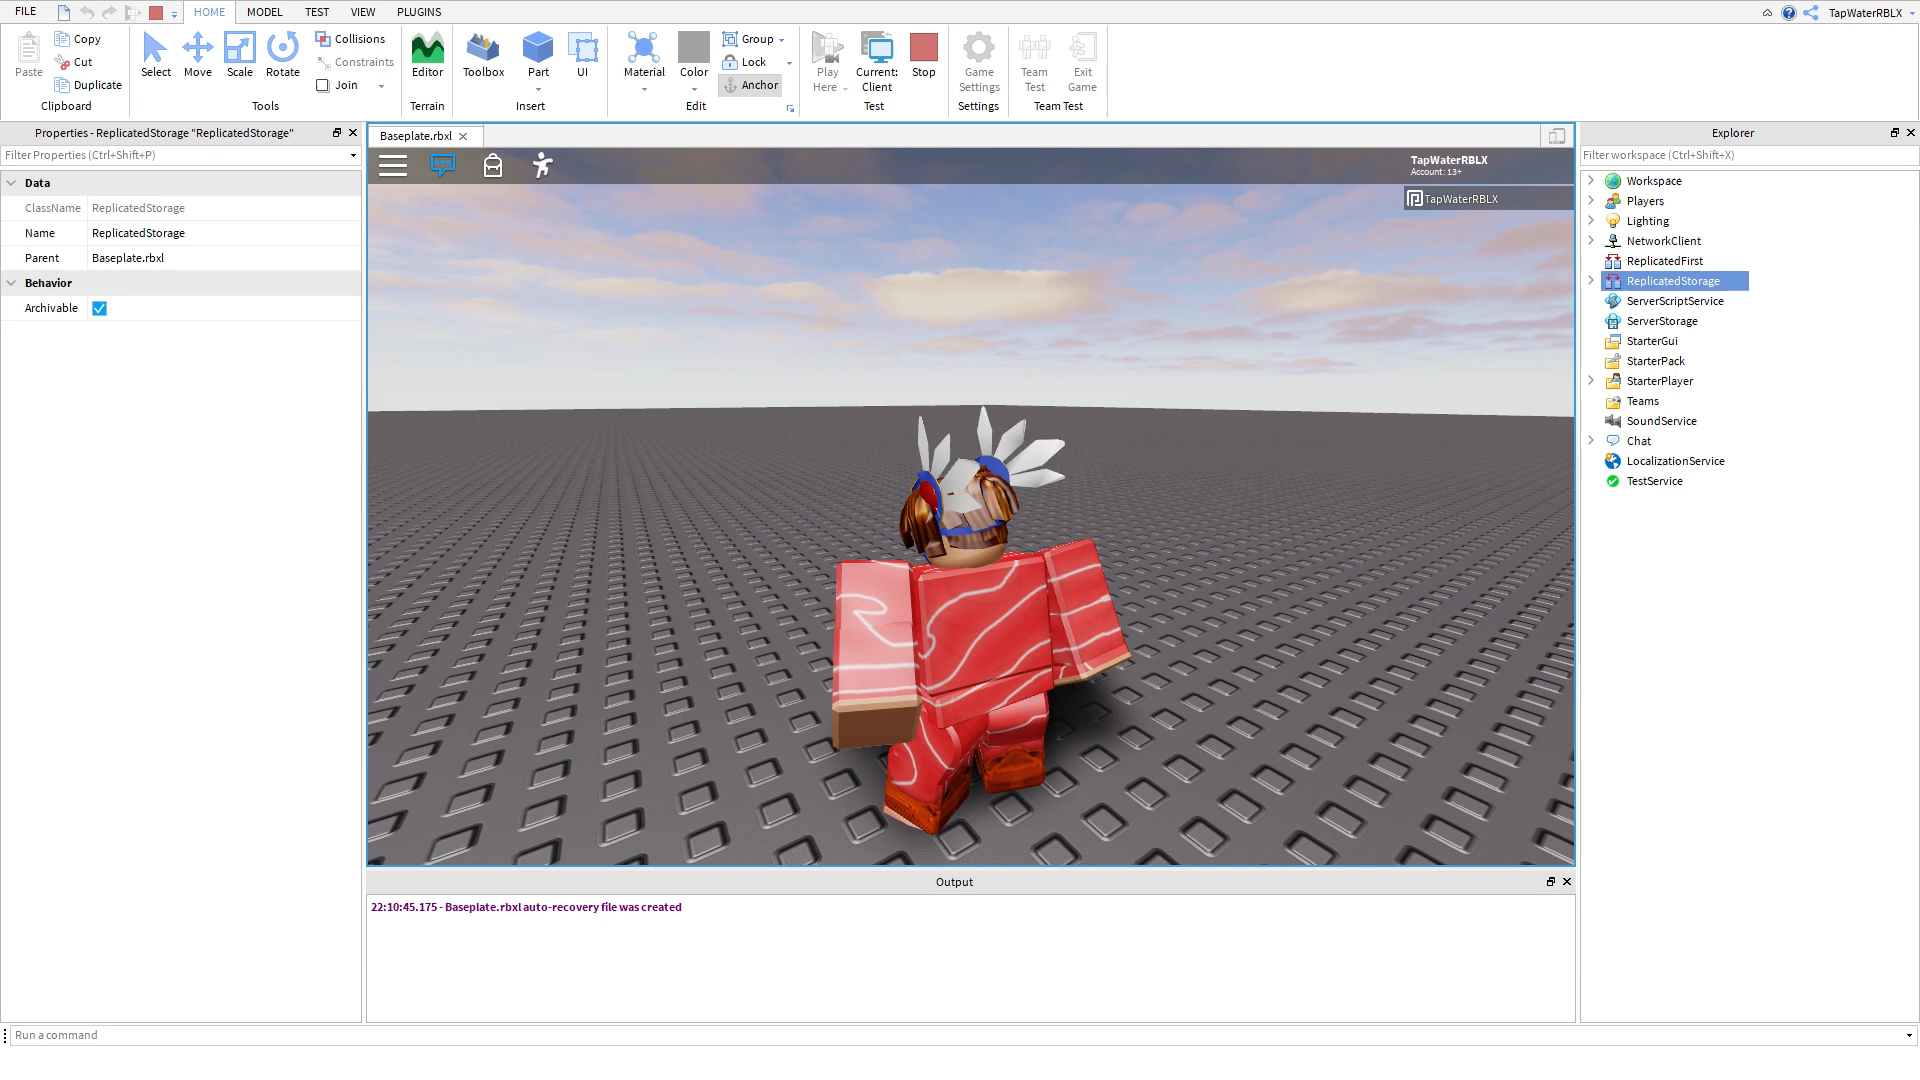 FILE
HOME
MODEL
TEST
VIEW
PLUGINS
TapWaterRBLX
Paste
Copy
Cut
Duplicate
Clipboard
Select
Move
Scale
Rotate
Collisions
Constraints
Join
Tools
Editor
Terrain
Toolbox
Part
UI
Insert
Material
Color
Group
Lock
Anchor
Edit
Play
Here
Current:
Client
Stop
Test
Game
Settings
Settings
Team
Test
Exit
Game
Team Test
Properties - ReplicatedStorage "ReplicatedStorage"
Filter Properties (Ctrl+Shift+P)
Data
ClassName ReplicatedStorage
Name ReplicatedStorage
Parent Baseplate.rbxl
Behavior
Archivable
Baseplate.rbxl
TapWaterRBLX
Account: 13+
TapWaterRBLX
Output
22:10:45.175 - Baseplate.rbxl auto-recovery file was created
Explorer
Filter workspace (Ctrl+Shift+X)
Workspace
Players
Lighting
NetworkClient
ReplicatedFirst
ReplicatedStorage
ServerScriptService
ServerStorage
StarterGui
StarterPack
StarterPlayer
Teams
SoundService
Chat
LocalizationService
TestService
Run a command